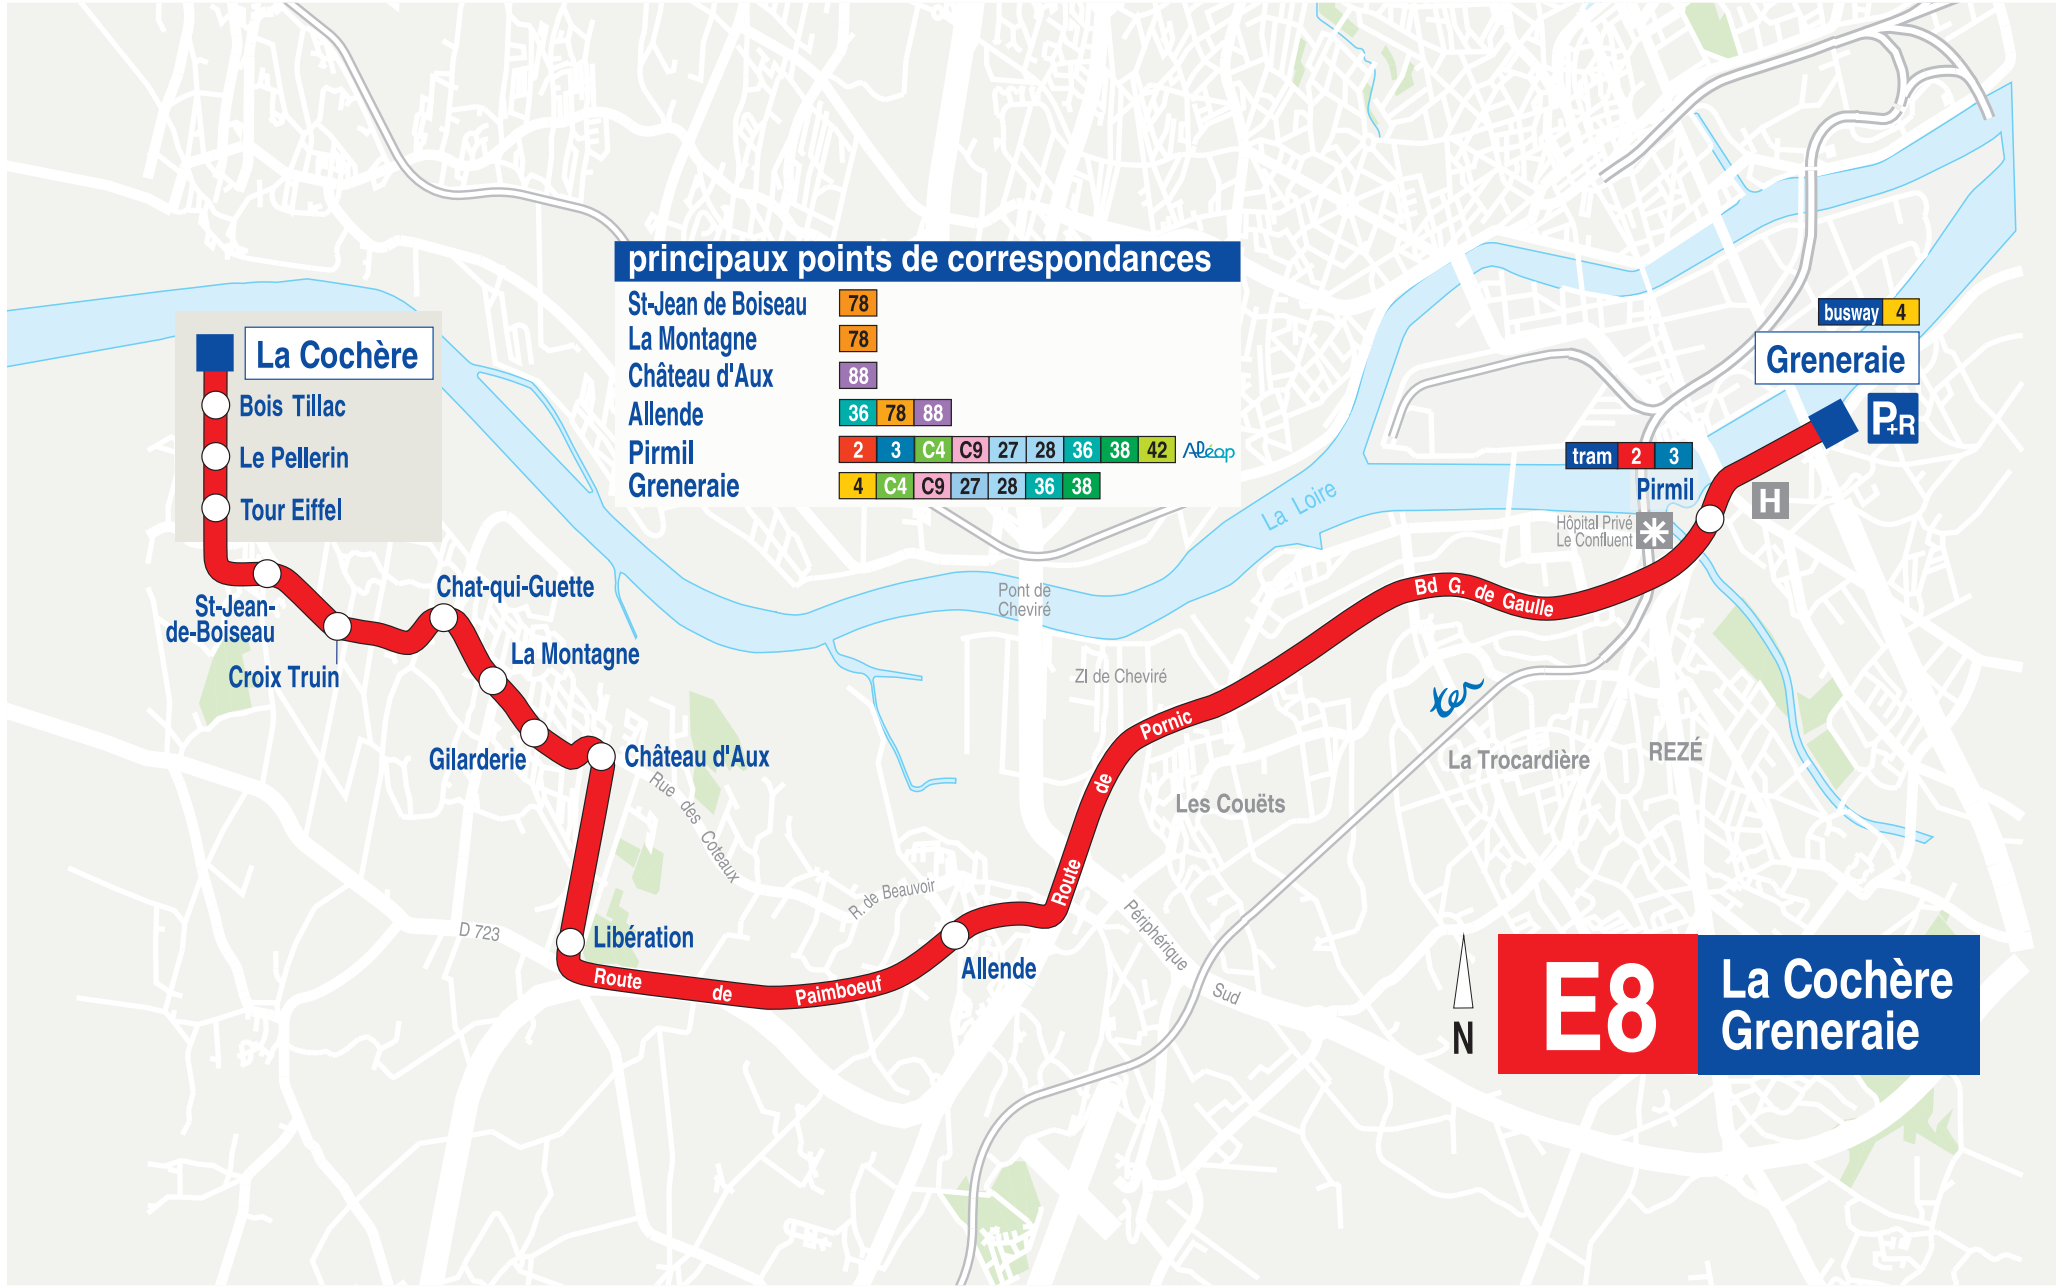 principaux points de correspondances
St-Jean de Boiseau 78
La Montagne 78
Château d'Aux 88
Allende 36 78 88
Pirmil 2 3 C4 C9 27 28 36 38 42 Aléop
Greneraie 4 C4 C9 27 28 36 38
busway 4
Greneraie
P+R
La Cochère
Bois Tillac
Le Pellerin
Tour Eiffel
tram 2 3
Pirmil
H
Hôpital Privé
Le Confluent
La Loire
St-Jean-
de-Boiseau
Croix Truin
Chat-qui-Guette
La Montagne
Gilarderie
Château d'Aux
Pont de
Cheviré
ZI de Cheviré
Bd G. de Gaulle
ter
Route de Pornic
La Trocardière
REZÉ
Les Couëts
Rue des Coteaux
R. de Beauvoir
D 723
Libération
Route de Paimboeuf
Allende
Périphérique Sud
N
E8
La Cochère
Greneraie